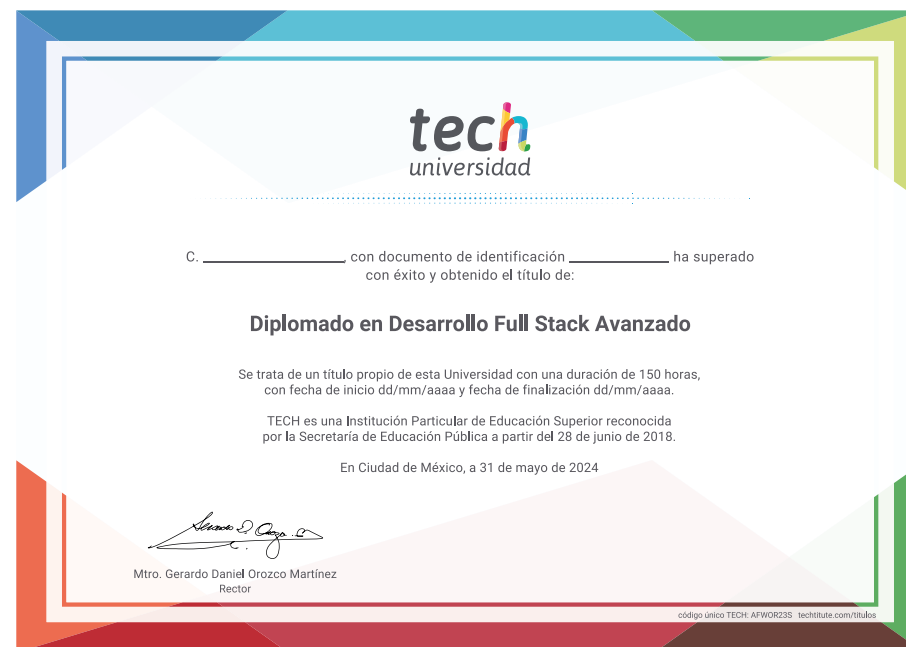 tech
universidad
C. ____________________, con documento de identificación ______________ ha superado
con éxito y obtenido el título de:
Diplomado en Desarrollo Full Stack Avanzado
Se trata de un título propio de esta Universidad con una duración de 150 horas,
con fecha de inicio dd/mm/aaaa y fecha de finalización dd/mm/aaaa.
TECH es una Institución Particular de Educación Superior reconocida
por la Secretaría de Educación Pública a partir del 28 de junio de 2018.
En Ciudad de México, a 31 de mayo de 2024
Mtro. Gerardo Daniel Orozco Martínez
Rector
código único TECH: AFWOR23S techtitute.com/titulos